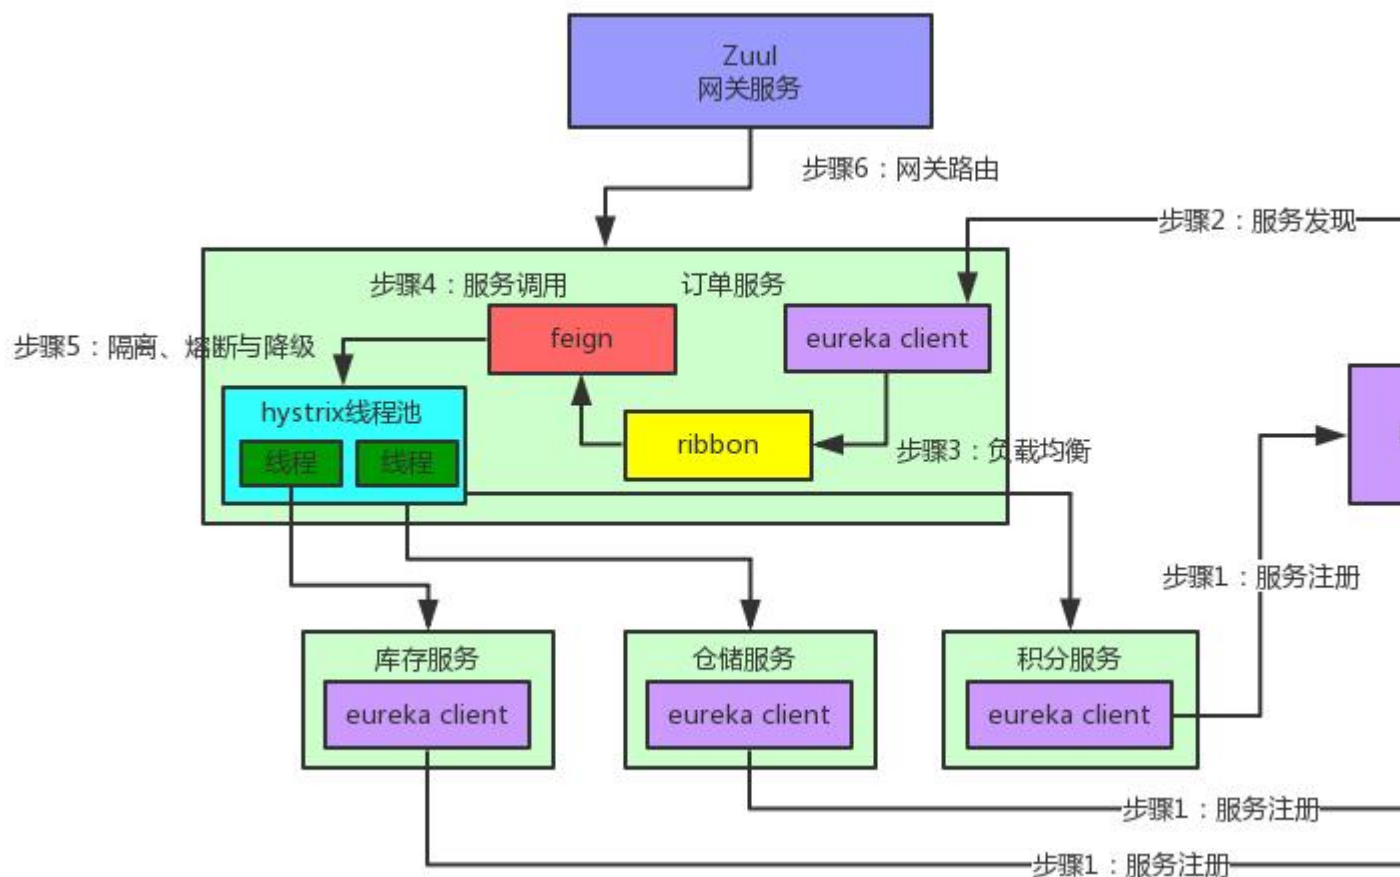 Zuul
网关服务
步骤6：网关路由
步骤2：服务发现
步骤4：服务调用
订单服务
feign
eureka client
步骤5：隔离、熔断与降级
hystrix线程池
线程
线程
ribbon
步骤3：负载均衡
步骤1：服务注册
库存服务
仓储服务
积分服务
eureka client
eureka client
eureka client
步骤1：服务注册
步骤1：服务注册